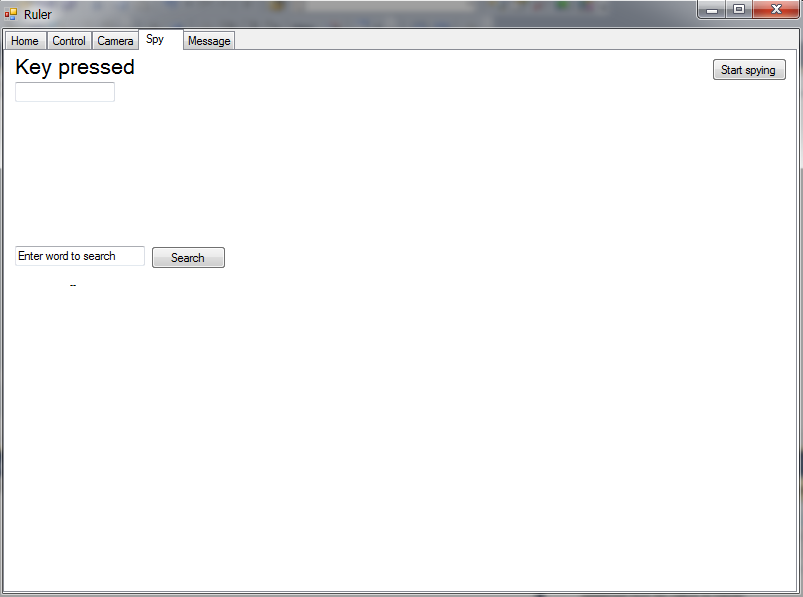 Ruler
Home Control Camera Spy Message
Key pressed
Start spying
Enter word to search
Search
--